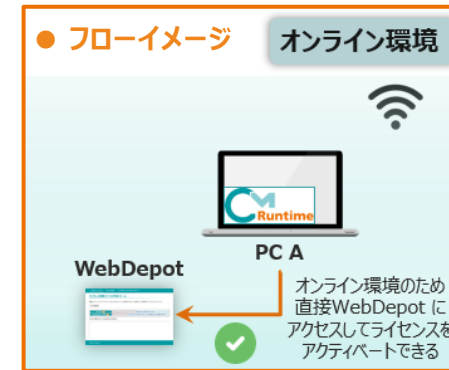 ● フローイメージ
オンライン環境
CM
Runtime
PC A
WebDepot
オンライン環境のため
直接WebDepot に
アクセスしてライセンスを
アクティベートできる